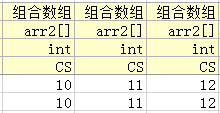 组合数组 组合数组 组合数组
arr2[] arr2[] arr2[]
int int int
CS CS CS
10 11 12
10 11 12